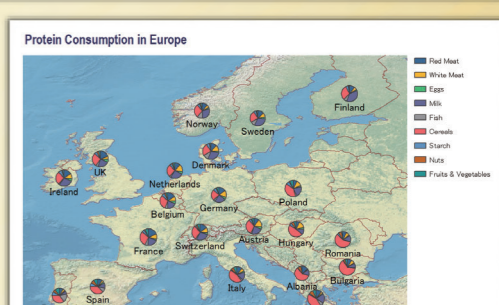 Protein Consumption in Europe
Red Meat
White Meat
Eggs
Milk
Fish
Cereals
Starch
Nuts
Fruits & Vegetables
Finland
Norway
Sweden
Denmark
UK
Ireland
Netherlands
Belgium
Germany
Poland
France
Switzerland
Austria
Hungary
Romania
Spain
Italy
Albania
Bulgaria